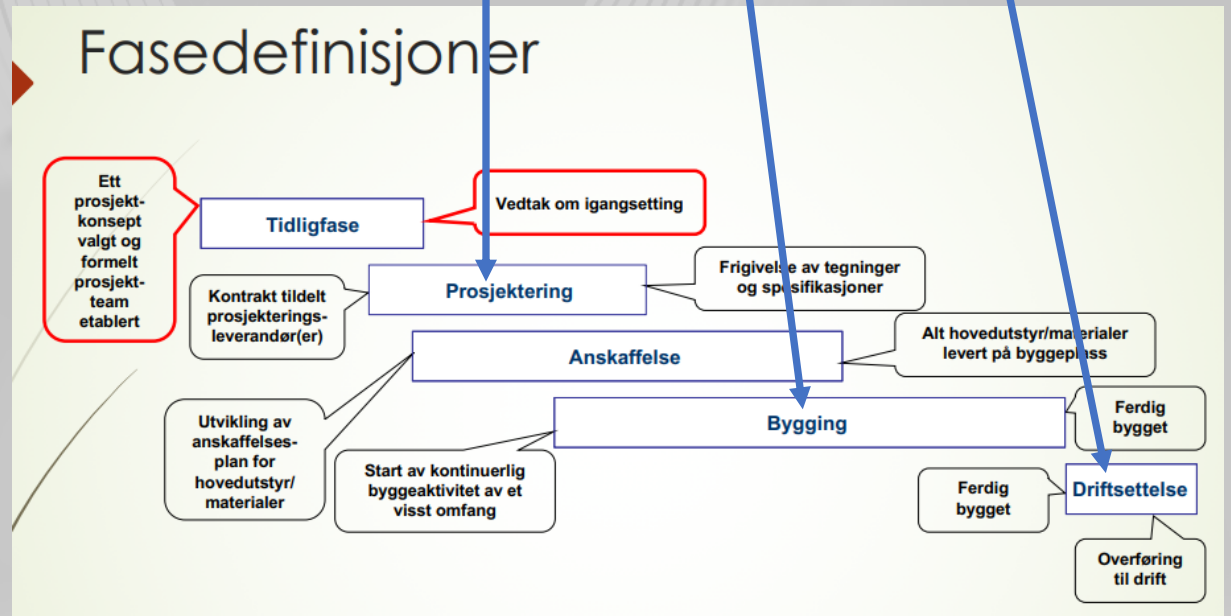 Fasedefinisjoner
Ett
prosjekt-
konsept
valgt og
formelt
prosjekt-
team
etablert
Tidligfase
Vedtak om igangsetting
Kontrakt tildelt
prosjekterings-
leverandør(er)
Prosjektering
Frigivelse av tegninger
og spesifikasjoner
Anskaffelse
Alt hovedutstyr/materialer
levert på byggeplass
Utvikling av
anskaffelses-
plan for
hovedutstyr/
materialer
Bygging
Ferdig
bygget
Start av kontinuerlig
byggeaktivitet av et
visst omfang
Ferdig
bygget
Driftsettelse
Overføring
til drift